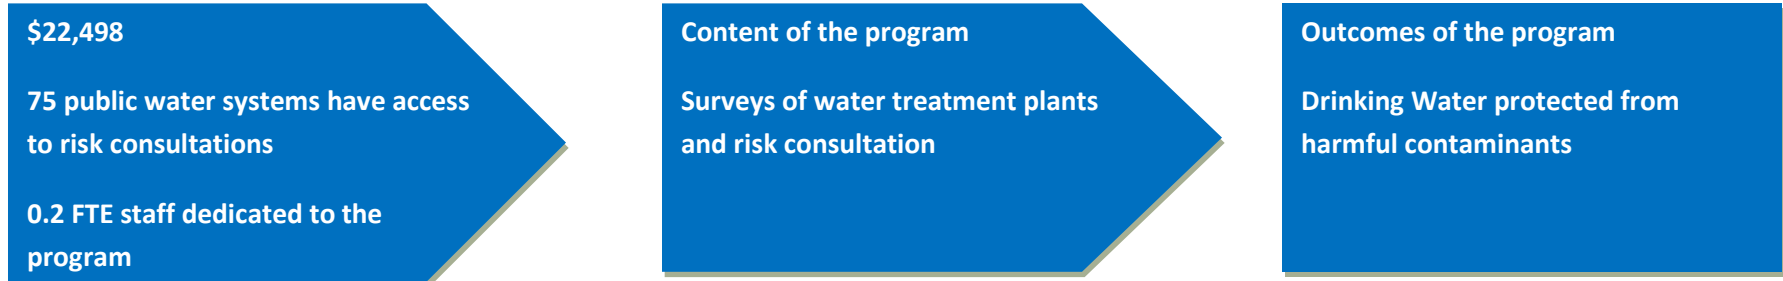 $22,498
75 public water systems have access
to risk consultations
0.2 FTE staff dedicated to the
program
Content of the program
Surveys of water treatment plants
and risk consultation
Outcomes of the program
Drinking Water protected from
harmful contaminants